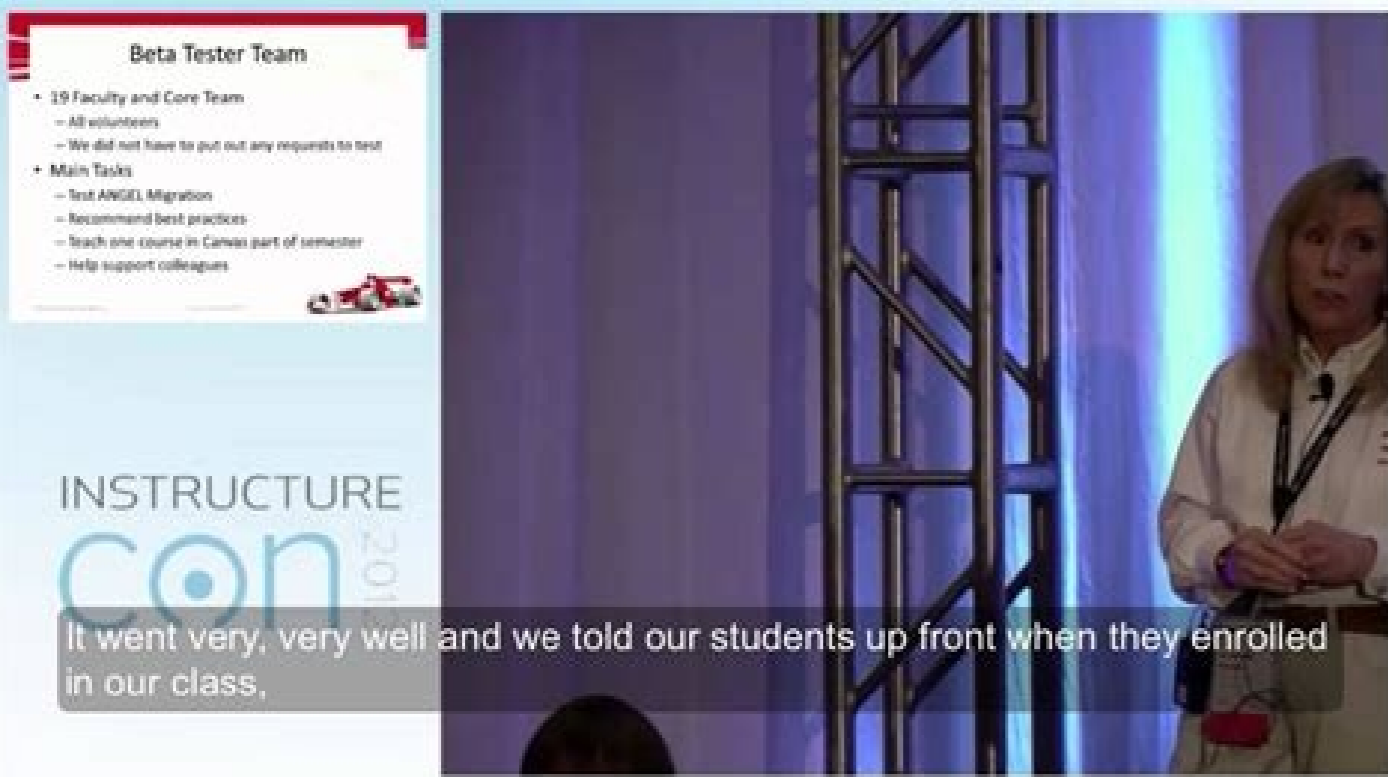 Beta Tester Team
• 19 Faculty and Core Team
– All volunteers
– We did not have to put out any requests to test
• Main Tasks
– Test ANGEL Migration
– Recommend best practices
– Teach one course in Canvas part of semester
– Help support colleagues
INSTRUCTURE
con
It went very, very well and we told our students up front when they enrolled
in our class,